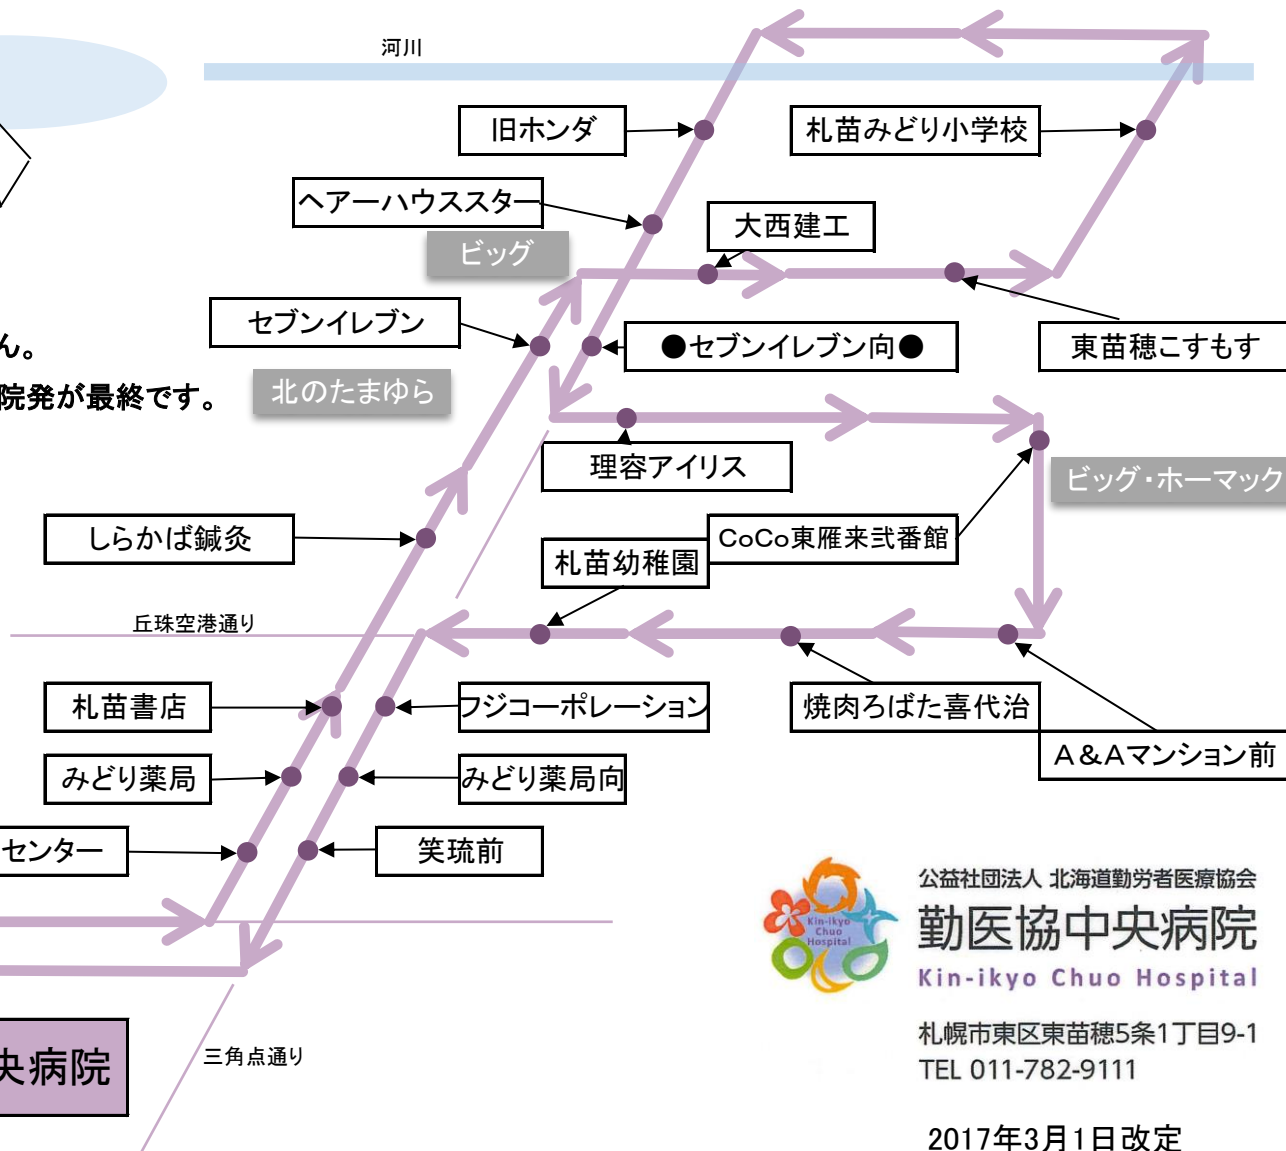 河川
旧ホンダ
札苗みどり小学校
ヘアーハウススター
大西建工
ビッグ
セブンイレブン
●セブンイレブン向●
東苗穂こすもす
ん。
院発が最終です。
北のたまゆら
理容アイリス
ビッグ・ホーマック
しらかば鍼灸
CoCo東雁来弐番館
札苗幼稚園
丘珠空港通り
札苗書店
フジコーポレーション
焼肉ろばた喜代治
A&Aマンション前
みどり薬局
みどり薬局向
センター
笑琉前
Kin-ikyo
Chuo
Hospital
公益社団法人 北海道勤労者医療協会
勤医協中央病院
Kin-ikyo Chuo Hospital
札幌市東区東苗穂5条1丁目9-1
TEL 011-782-9111
央病院
三角点通り
2017年3月1日改定